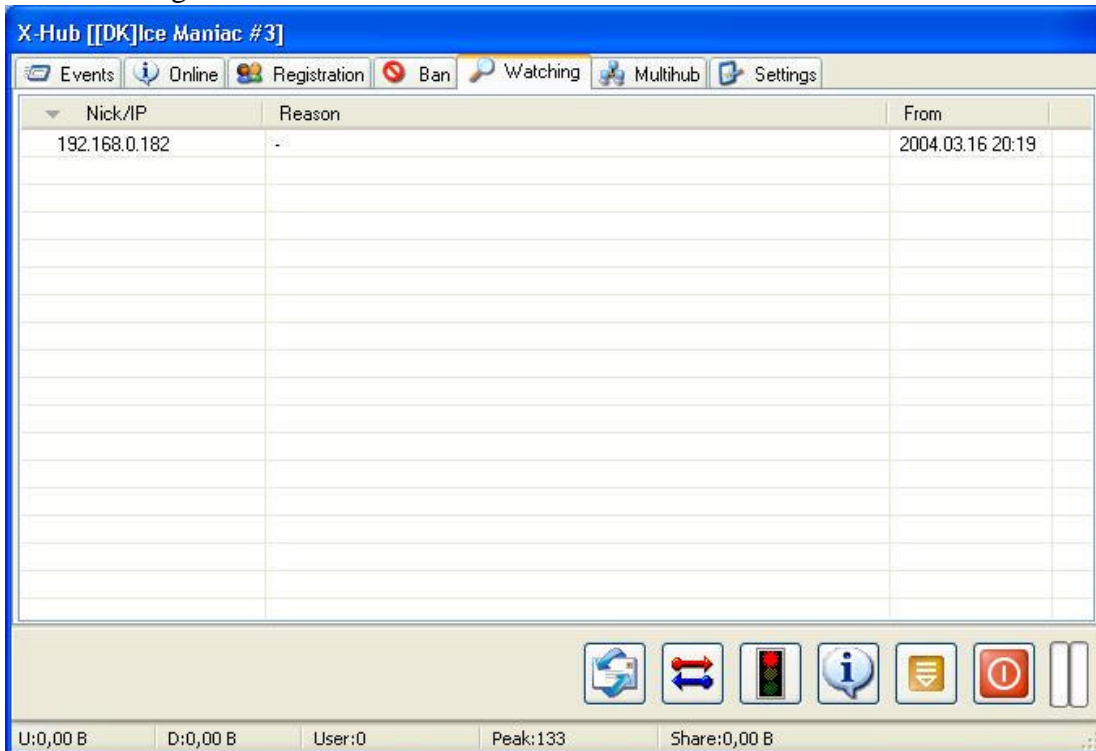 X-Hub [[DK]Ice Maniac #3]
Events Online Registration Ban Watching Multihub Settings
Nick/IP Reason From
192.168.0.182 - 2004.03.16 20:19
U:0,00 B D:0,00 B User:0 Peak:133 Share:0,00 B